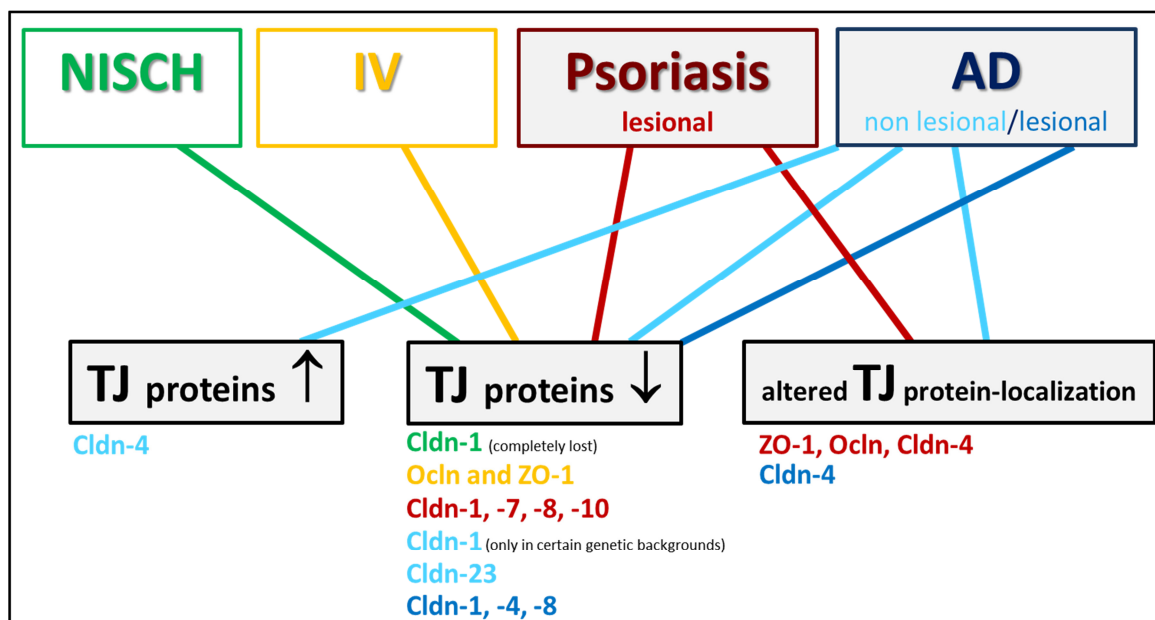 NISCH
IV
Psoriasis
lesional
AD
non lesional/lesional
TJ proteins ↑
Cldn-4
TJ proteins ↓
Cldn-1 (completely lost)
Ocln and ZO-1
Cldn-1, -7, -8, -10
Cldn-1 (only in certain genetic backgrounds)
Cldn-23
Cldn-1, -4, -8
altered TJ protein-localization
ZO-1, Ocln, Cldn-4
Cldn-4